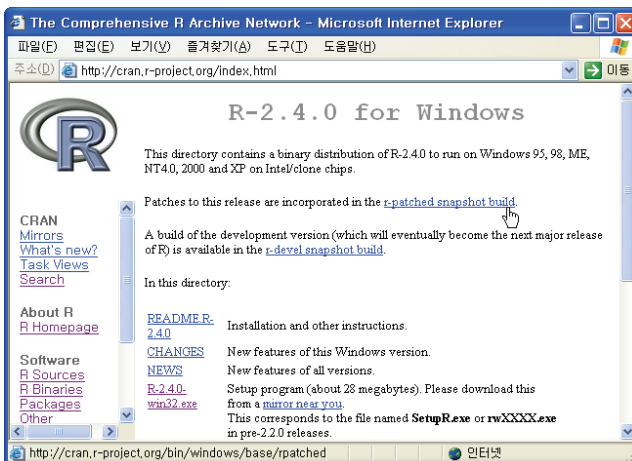 The Comprehensive R Archive Network - Microsoft Internet Explorer
파일(F) 편집(E) 보기(V) 즐겨찾기(A) 도구(T) 도움말(H)
주소(D) http://cran.r-project.org/index.html 이동
R
CRAN
Mirrors
What's new?
Task Views
Search
About R
R Homepage
Software
R Sources
R Binaries
Packages
Other
R-2.4.0 for Windows
This directory contains a binary distribution of R-2.4.0 to run on Windows 95, 98, ME,
NT4.0, 2000 and XP on Intel/clone chips.
Patches to this release are incorporated in the r-patched snapshot build.
A build of the development version (which will eventually become the next major release
of R) is available in the r-devel snapshot build.
In this directory:
README.R-
2.4.0
Installation and other instructions.
CHANGES New features of this Windows version.
NEWS New features of all versions.
R-2.4.0-
win32.exe
Setup program (about 28 megabytes). Please download this
from a mirror near you.
This corresponds to the file named SetupR.exe or rwXXXX.exe
in pre-2.2.0 releases.
http://cran.r-project.org/bin/windows/base/rpatched 인터넷